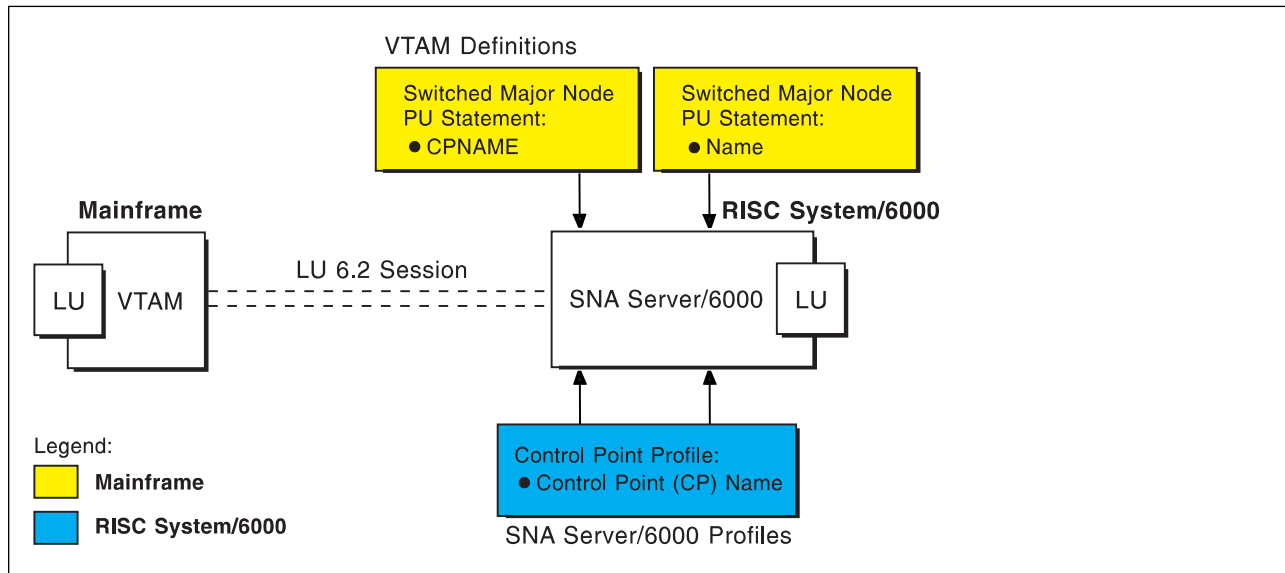 VTAM Definitions
Switched Major Node
PU Statement:
● CPNAME
Switched Major Node
PU Statement:
● Name
Mainframe
RISC System/6000
LU
VTAM
LU 6.2 Session
SNA Server/6000
LU
Legend:
Mainframe
RISC System/6000
Control Point Profile:
● Control Point (CP) Name
SNA Server/6000 Profiles